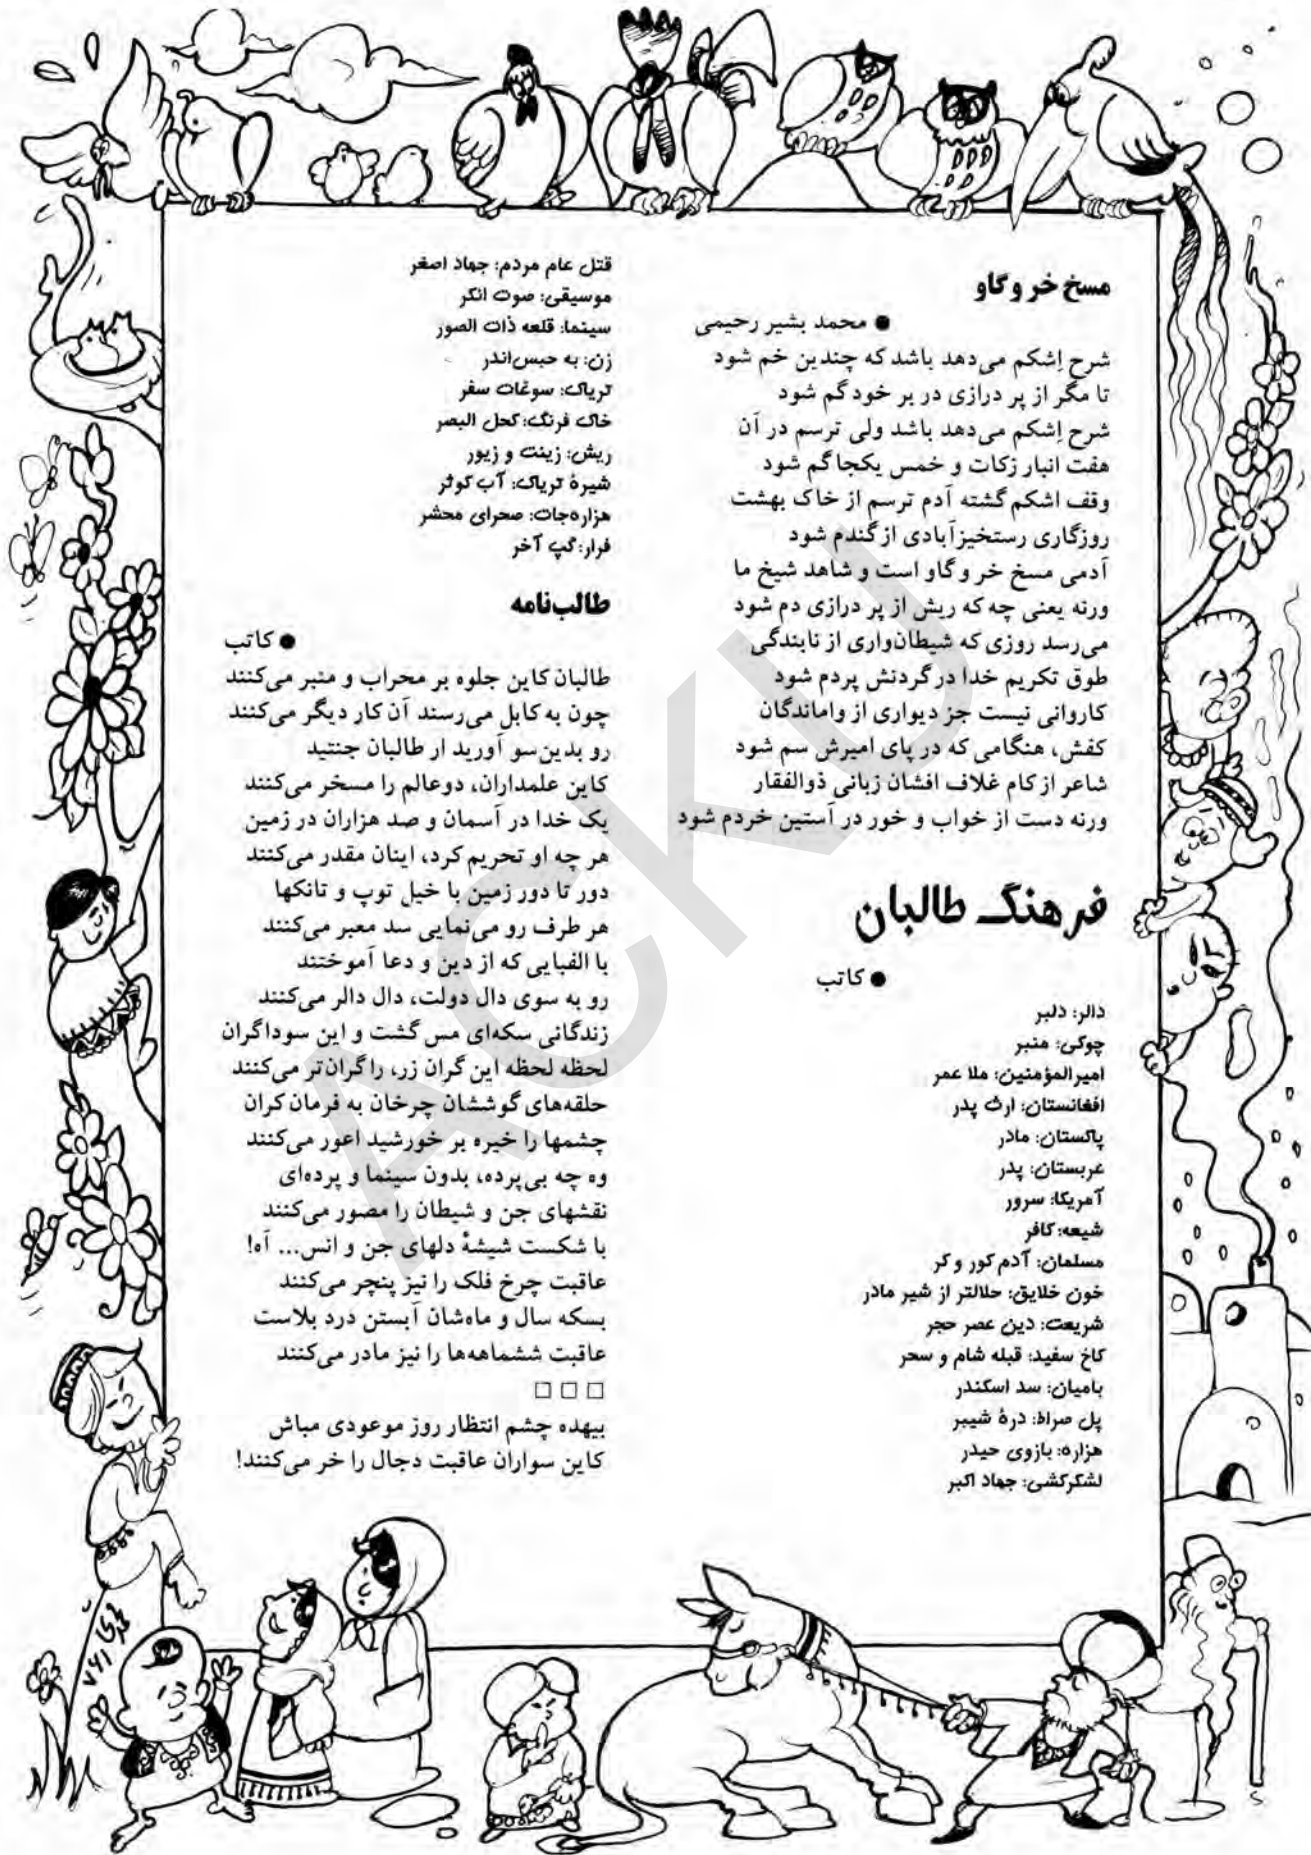 مسخ خر و گاو
● محمد بشیر رحیمی
شرح اِشکم می‌دهد باشد که چندین خم شود
تا مگر از پر درازی در بر خود گم شود
شرح اِشکم می‌دهد باشد ولی ترسم در آن
هفت انبار زکات و خمس یکجا گم شود
وقف اشکم گشته آدم ترسم از خاک بهشت
روزگاری رستخیزآبادی از گندم شود
آدمی مسخ خر و گاو است و شاهد شیخ ما
ورنه یعنی چه که ریش از پر درازی دم شود
می‌رسد روزی که شیطان‌واری از نابندگی
طوق تکریم خدا در گردنش پردم شود
کاروانی نیست جز دیواری از واماندگان
کفش، هنگامی که در پای امیرش سم شود
شاعر از کام غلاف افشان زبانی ذوالفقار
ورنه دست از خواب و خور در آستین خردم شود
فرهنگ طالبان
● کاتب
دالر: دلبر
چوکی: منبر
امیرالمؤمنین: ملا عمر
افغانستان: ارث پدر
پاکستان: مادر
عربستان: پدر
آمریکا: سرور
شیعه: کافر
مسلمان: آدم کور و کر
خون خلایق: حلالتر از شیر مادر
شریعت: دین عصر حجر
کاخ سفید: قبله شام و سحر
بامیان: سد اسکندر
پل صراط: درهٔ شیبر
هزاره: بازوی حیدر
لشکرکشی: جهاد اکبر
قتل عام مردم: جهاد اصغر
موسیقی: صوت انکر
سینما: قلعه ذات الصور
زن: به حبس‌اندر
تریاک: سوغات سفر
خاک فرنگ: کحل البصر
ریش: زینت و زیور
شیرهٔ تریاک: آب کوثر
هزاره‌جات: صحرای محشر
فرار: گپ آخر
طالب‌نامه
● کاتب
طالبان کاین جلوه بر محراب و منبر می‌کنند
چون به کابل می‌رسند آن کار دیگر می‌کنند
رو بدین‌سو آورید ار طالبان جنتید
کاین علمداران، دوعالم را مسخر می‌کنند
یک خدا در آسمان و صد هزاران در زمین
هر چه او تحریم کرد، اینان مقدر می‌کنند
دور تا دور زمین با خیل توپ و تانکها
هر طرف رو می‌نمایی سد معبر می‌کنند
با الفبایی که از دین و دعا آموختند
رو به سوی دال دولت، دال دالر می‌کنند
زندگانی سکه‌ای مس گشت و این سوداگران
لحظه لحظه این گران زر، را گران‌تر می‌کنند
حلقه‌های گوششان چرخان به فرمان کران
چشمها را خیره بر خورشید اعور می‌کنند
وه چه بی‌پرده، بدون سینما و پرده‌ای
نقشهای جن و شیطان را مصور می‌کنند
با شکست شیشهٔ دلهای جن و انس... آه!
عاقبت چرخ فلک را نیز پنچر می‌کنند
بسکه سال و ماه‌شان آبستن درد بلاست
عاقبت ششماهه‌ها را نیز مادر می‌کنند
□ □ □
بیهده چشم انتظار روز موعودی مباش
کاین سواران عاقبت دجال را خر می‌کنند!
ACKU